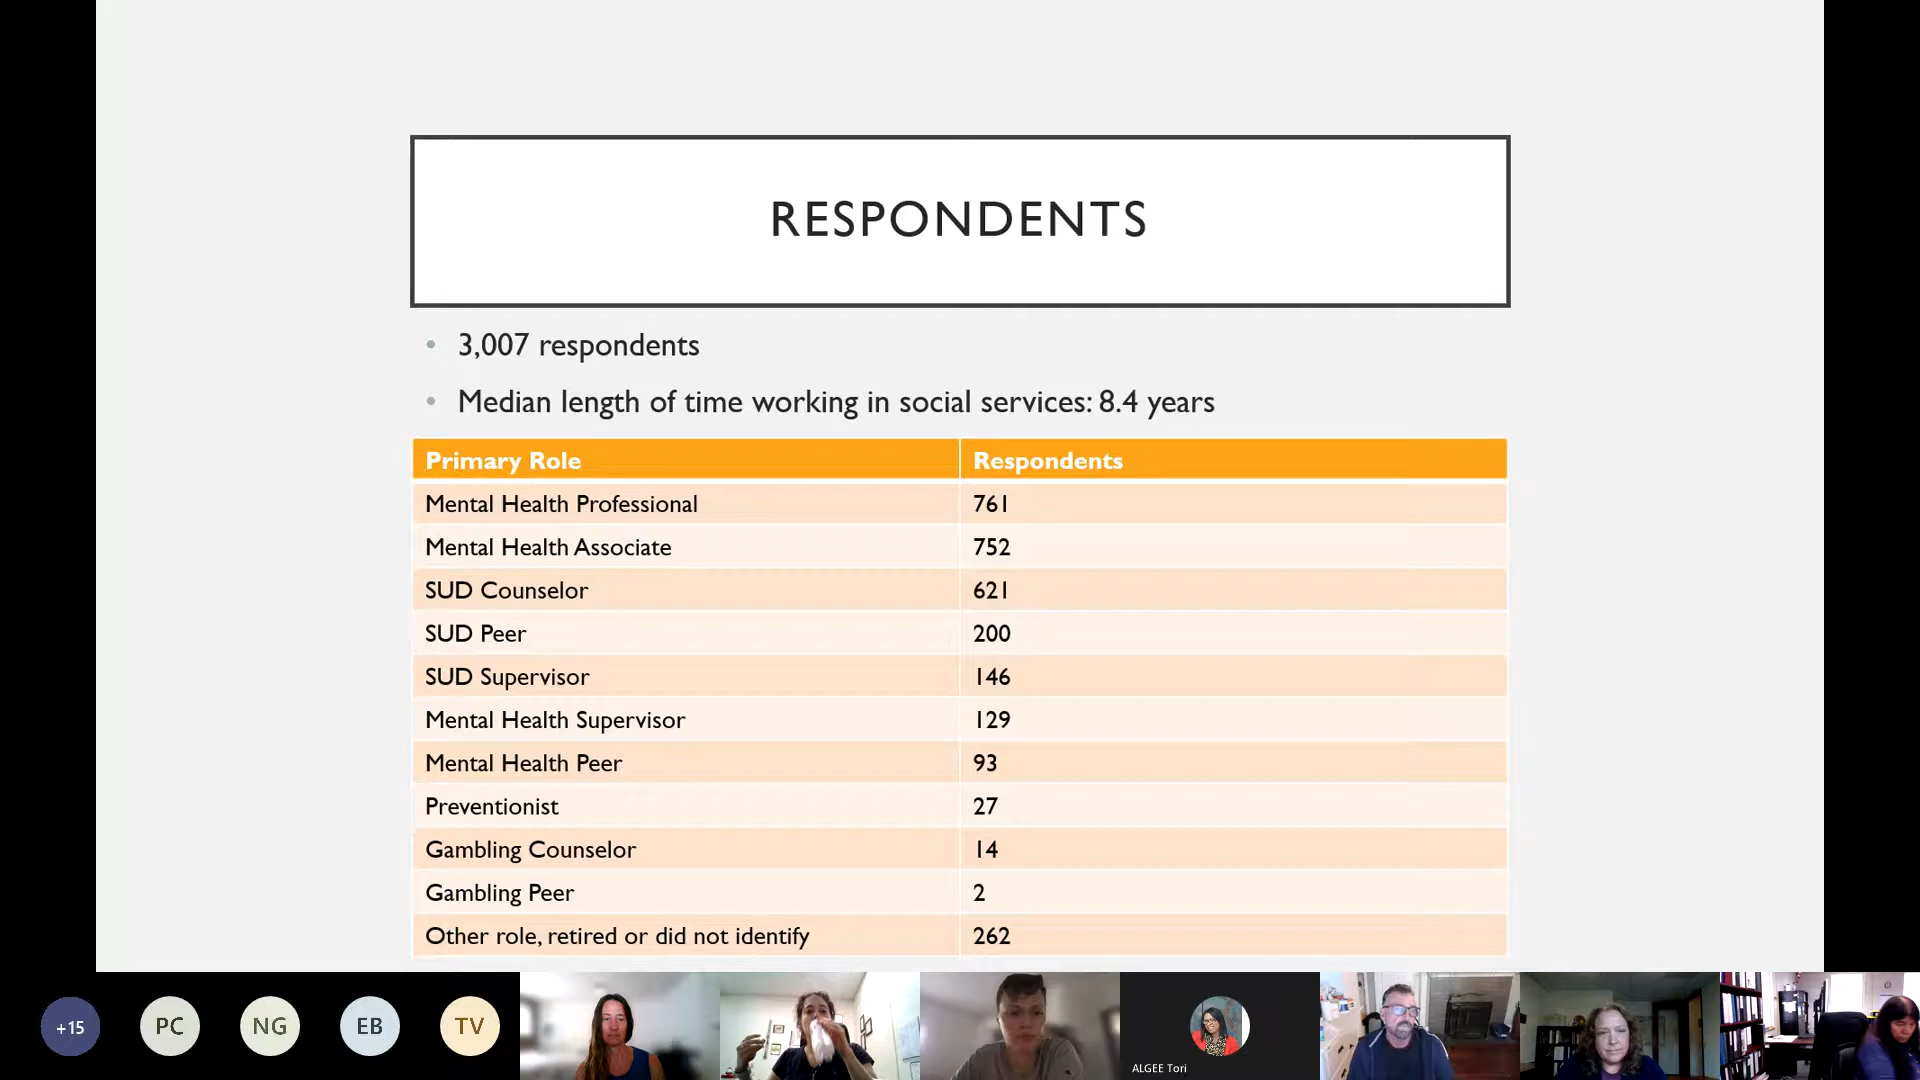 RESPONDENTS
• 3,007 respondents
• Median length of time working in social services: 8.4 years
Primary Role Respondents
Mental Health Professional 761
Mental Health Associate 752
SUD Counselor 621
SUD Peer 200
SUD Supervisor 146
Mental Health Supervisor 129
Mental Health Peer 93
Preventionist 27
Gambling Counselor 14
Gambling Peer 2
Other role, retired or did not identify 262
+15 PC NG EB TV
ALGEE Tori